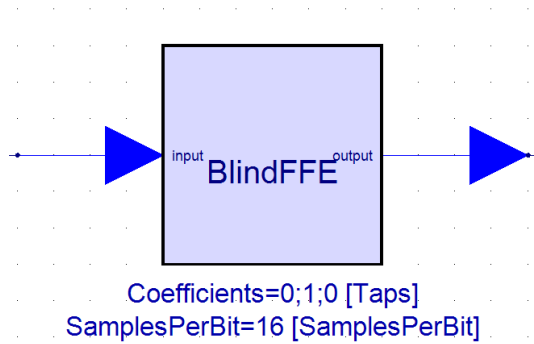 input
output
BlindFFE
Coefficients=0;1;0 [Taps]
SamplesPerBit=16 [SamplesPerBit]